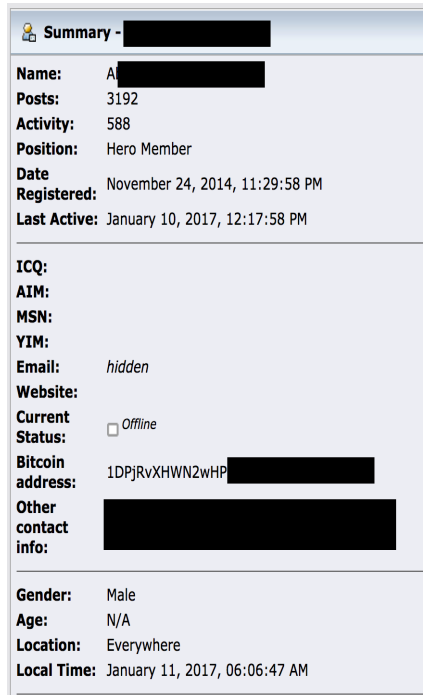 Summary -
Name:
Posts: 3192
Activity: 588
Position: Hero Member
Date
Registered: November 24, 2014, 11:29:58 PM
Last Active: January 10, 2017, 12:17:58 PM
ICQ:
AIM:
MSN:
YIM:
Email: hidden
Website:
Current
Status: Offline
Bitcoin
address: 1DPjRvXHWN2wHP
Other
contact
info:
Gender: Male
Age: N/A
Location: Everywhere
Local Time: January 11, 2017, 06:06:47 AM